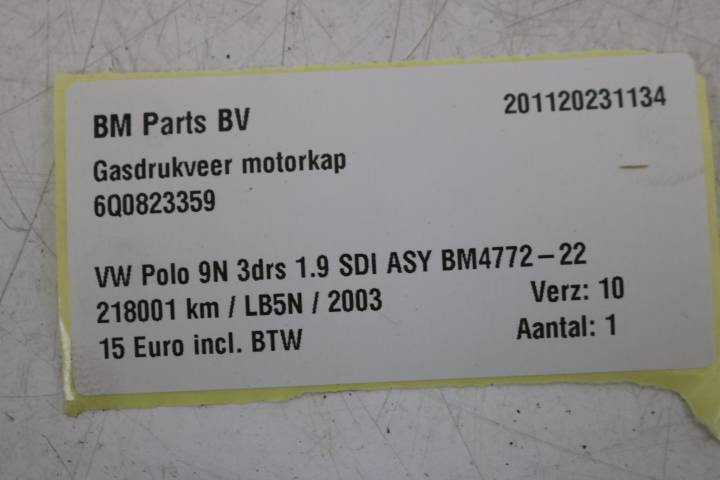 BM Parts BV 201120231134
Gasdrukveer motorkap
6Q0823359
VW Polo 9N 3drs 1.9 SDI ASY BM4772-22
218001 km / LB5N / 2003 Verz: 10
15 Euro incl. BTW Aantal: 1